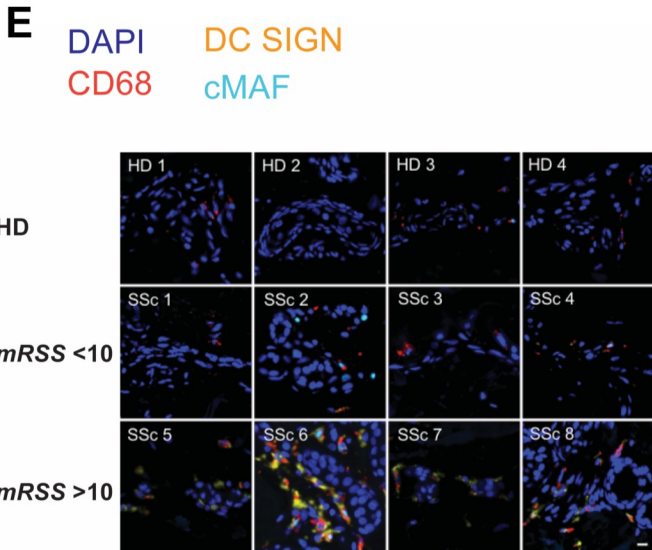 E
DAPI DC SIGN
CD68 cMAF
HD 1 HD 2 HD 3 HD 4
HD
SSc 1 SSc 2 SSc 3 SSc 4
mRSS <10
SSc 5 SSc 6 SSc 7 SSc 8
mRSS >10